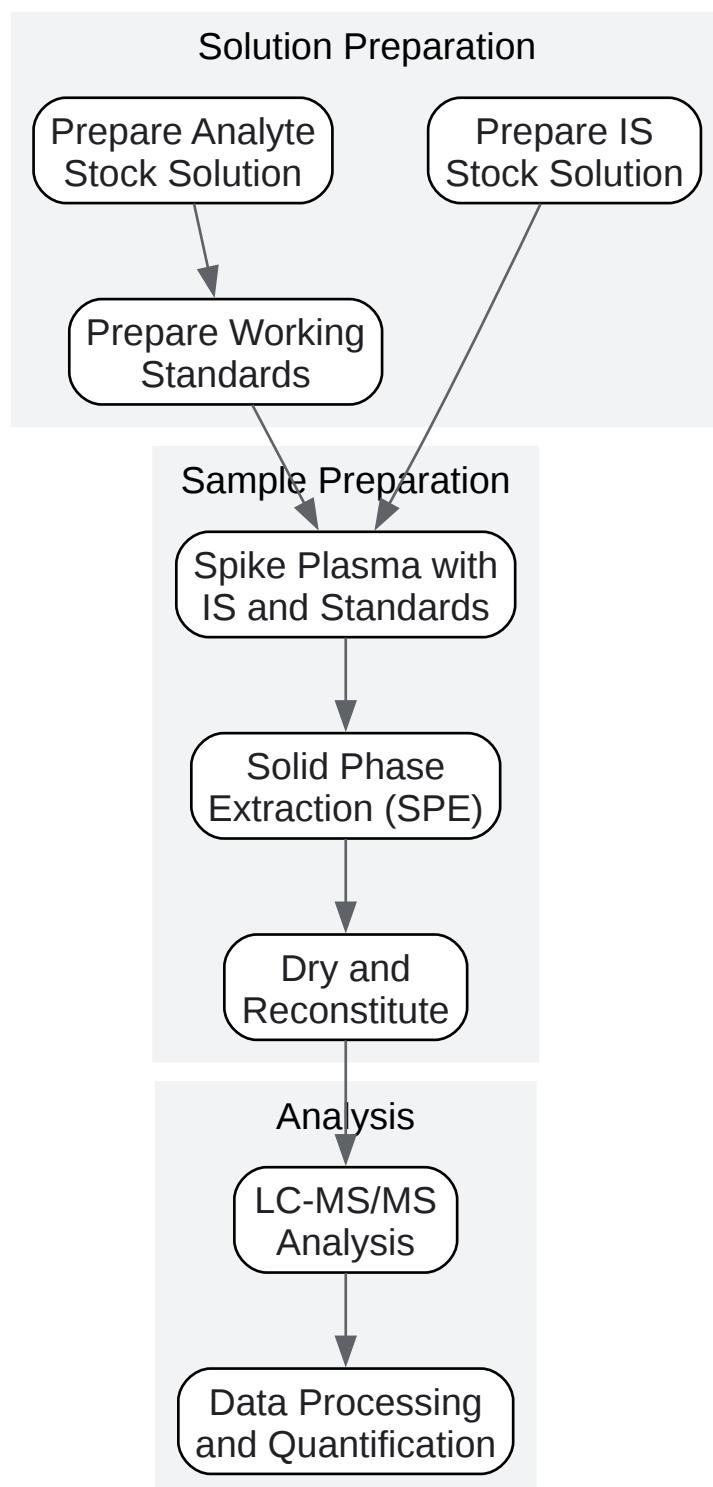 Solution Preparation
Prepare Analyte
Stock Solution
Prepare IS
Stock Solution
Prepare Working
Standards
Sample Preparation
Spike Plasma with
IS and Standards
Solid Phase
Extraction (SPE)
Dry and
Reconstitute
Analysis
LC-MS/MS
Analysis
Data Processing
and Quantification